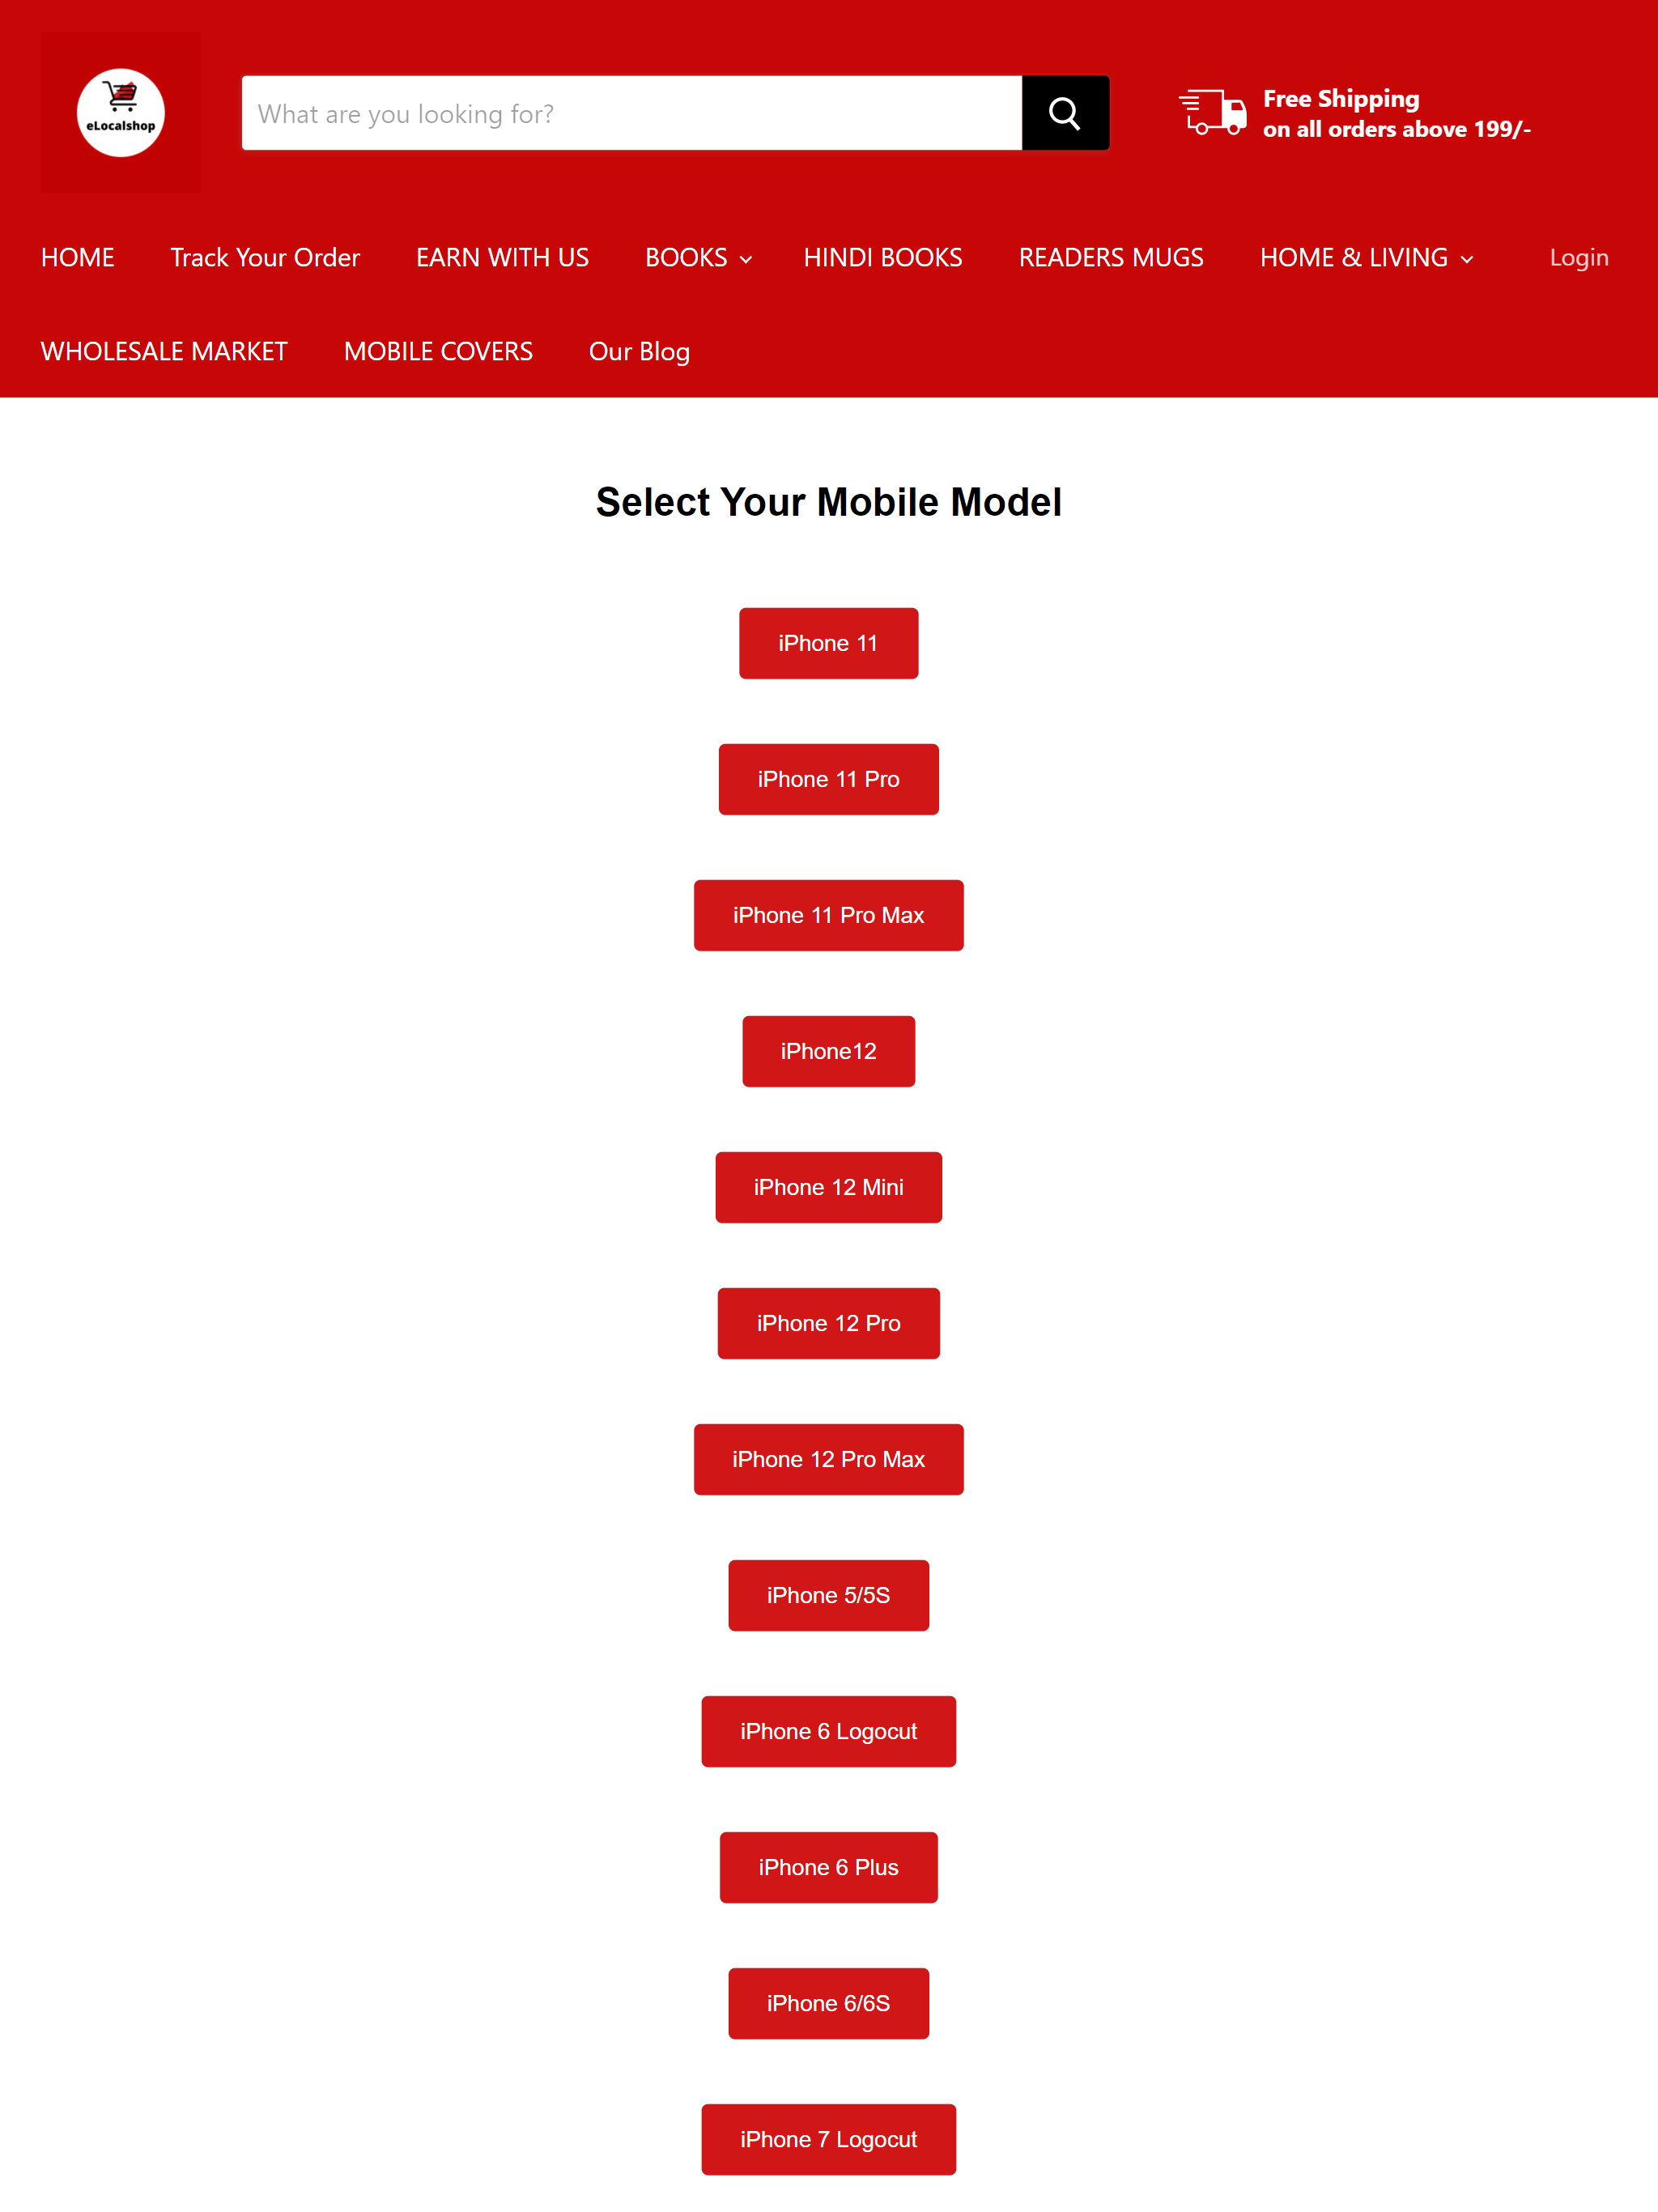 eLocalshop
What are you looking for?
Free Shipping
on all orders above 199/-
HOME Track Your Order EARN WITH US BOOKS HINDI BOOKS READERS MUGS HOME & LIVING Login
WHOLESALE MARKET MOBILE COVERS Our Blog
Select Your Mobile Model
iPhone 11
iPhone 11 Pro
iPhone 11 Pro Max
iPhone12
iPhone 12 Mini
iPhone 12 Pro
iPhone 12 Pro Max
iPhone 5/5S
iPhone 6 Logocut
iPhone 6 Plus
iPhone 6/6S
iPhone 7 Logocut